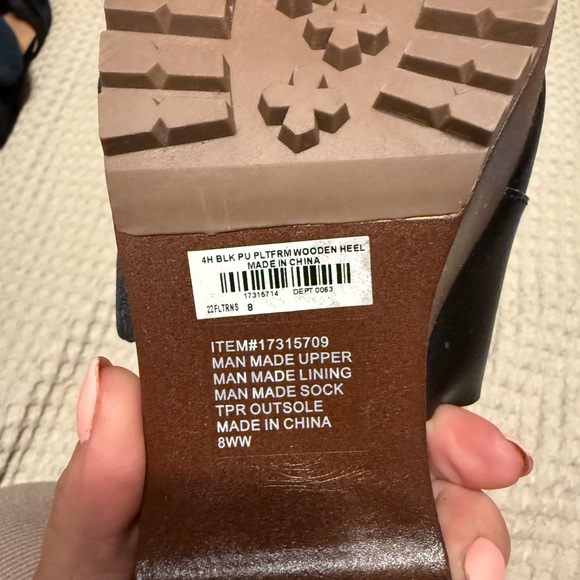 4H BLK PU PLTFRM WOODEN HEEL
MADE IN CHINA
17315714 DEPT 0063
22FLTRNS 8
ITEM#17315709
MAN MADE UPPER
MAN MADE LINING
MAN MADE SOCK
TPR OUTSOLE
MADE IN CHINA
8WW